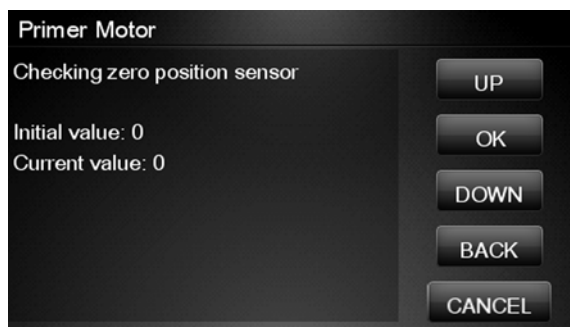 Primer Motor
Checking zero position sensor
Initial value: 0
Current value: 0
UP
OK
DOWN
BACK
CANCEL